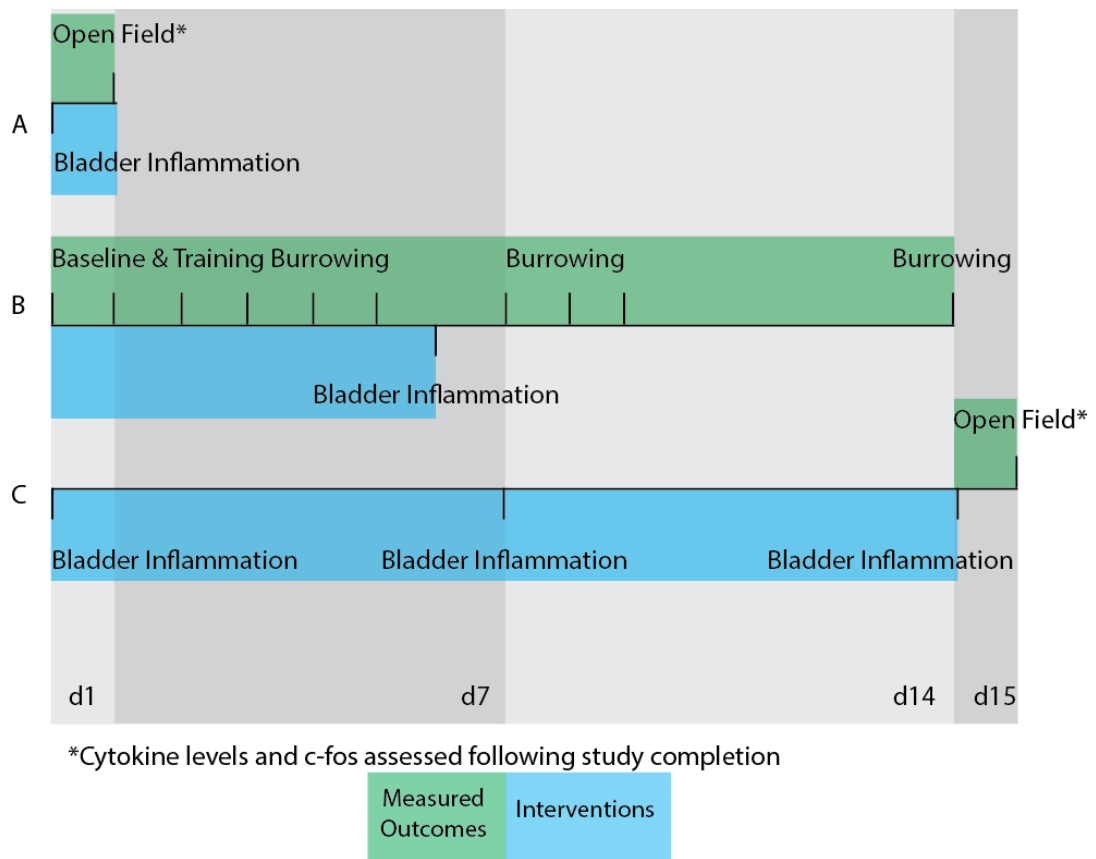 Open Field*
A
Bladder Inflammation
Baseline & Training Burrowing
Burrowing
Burrowing
B
Bladder Inflammation
Open Field*
C
Bladder Inflammation
Bladder Inflammation
Bladder Inflammation
d1
d7
d14
d15
*Cytokine levels and c-fos assessed following study completion
Measured
Outcomes
Interventions